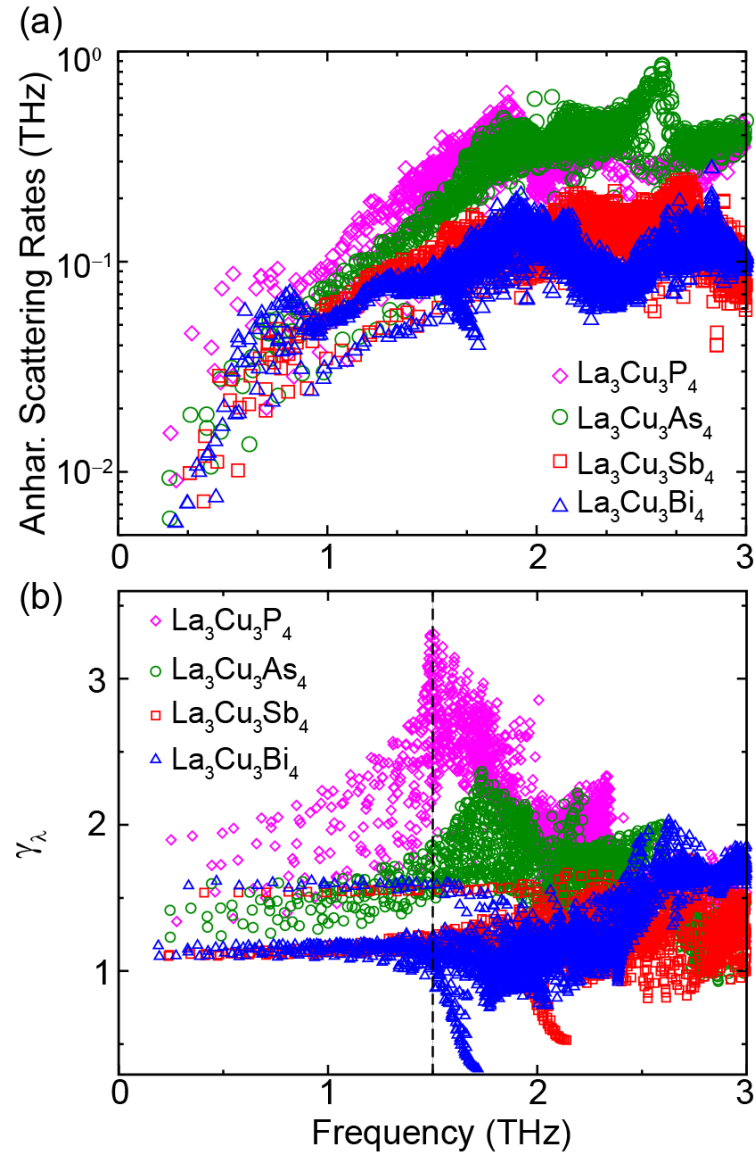 (a)
10⁰
10⁻¹
10⁻²
Anhar. Scattering Rates (THz)
La₃Cu₃P₄
La₃Cu₃As₄
La₃Cu₃Sb₄
La₃Cu₃Bi₄
0 1 2 3
(b)
La₃Cu₃P₄
La₃Cu₃As₄
La₃Cu₃Sb₄
La₃Cu₃Bi₄
3
2
1
γλ
0 1 2 3
Frequency (THz)